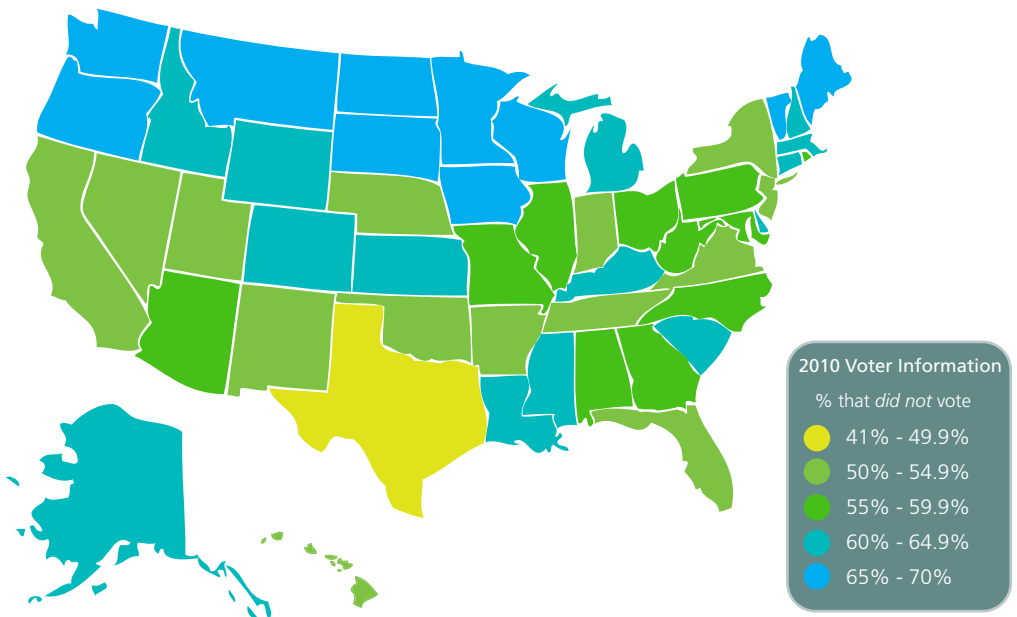 2010 Voter Information
% that did not vote
41% - 49.9%
50% - 54.9%
55% - 59.9%
60% - 64.9%
65% - 70%